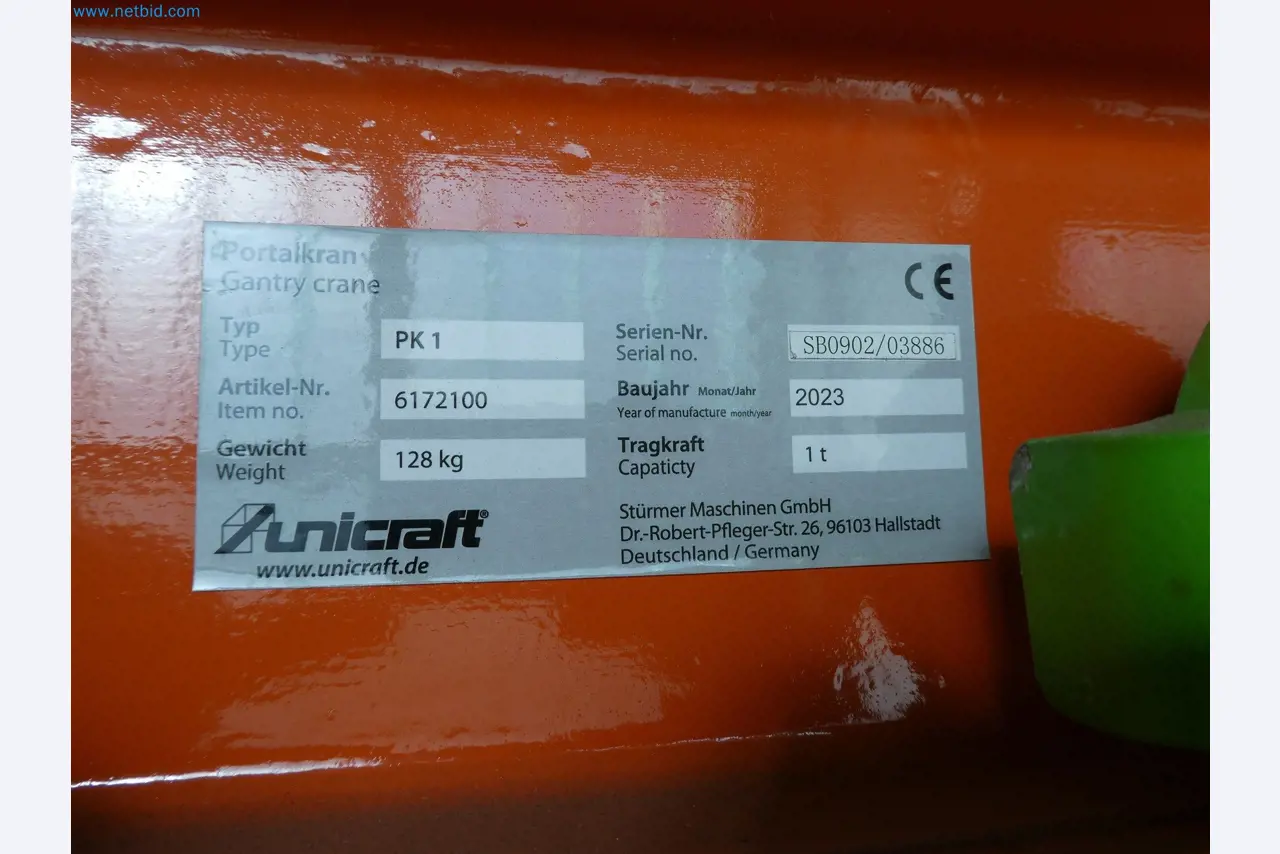 www.netbid.com
Portalkran
Gantry crane
CE
Typ
Type
PK 1
Serien-Nr.
Serial no.
SB0902/03886
Artikel-Nr.
Item no.
6172100
Baujahr Monat/Jahr
Year of manufacture month/year
2023
Gewicht
Weight
128 kg
Tragkraft
Capaticty
1 t
unicraft®
www.unicraft.de
Stürmer Maschinen GmbH
Dr.-Robert-Pfleger-Str. 26, 96103 Hallstadt
Deutschland / Germany